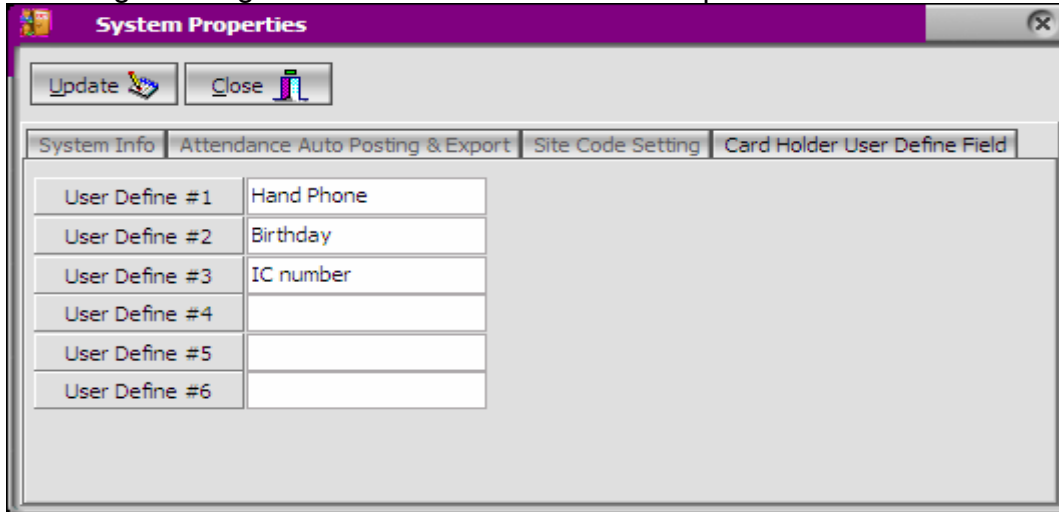 System Properties
Update Close
System Info Attendance Auto Posting & Export Site Code Setting Card Holder User Define Field
User Define #1 Hand Phone
User Define #2 Birthday
User Define #3 IC number
User Define #4
User Define #5
User Define #6